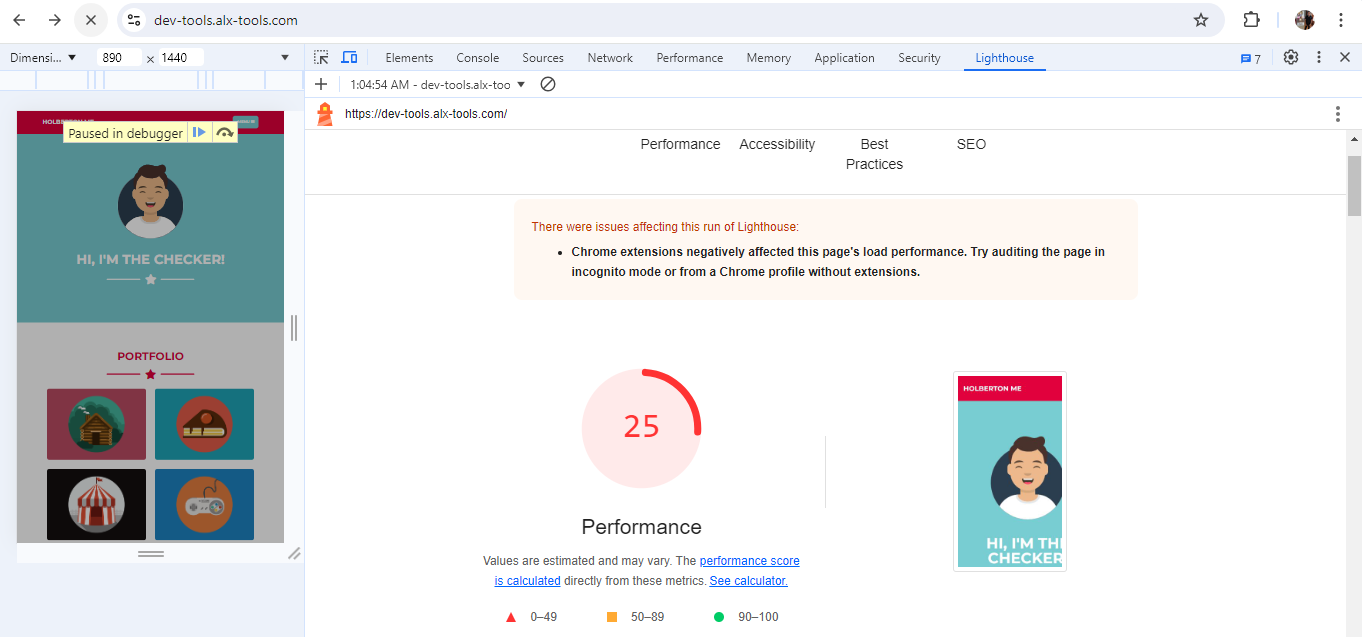 dev-tools.alx-tools.com
Dimensi...
890 × 1440
Elements Console Sources Network Performance Memory Application Security Lighthouse 7
1:04:54 AM - dev-tools.alx-too
https://dev-tools.alx-tools.com/
HOLBERTON ME
Paused in debugger
HI, I'M THE CHECKER!
PORTFOLIO
Performance Accessibility Best Practices SEO
There were issues affecting this run of Lighthouse:
• Chrome extensions negatively affected this page's load performance. Try auditing the page in
incognito mode or from a Chrome profile without extensions.
25
Performance
Values are estimated and may vary. The performance score
is calculated directly from these metrics. See calculator.
0–49 50–89 90–100
HOLBERTON ME
HI, I'M THE
CHECKER